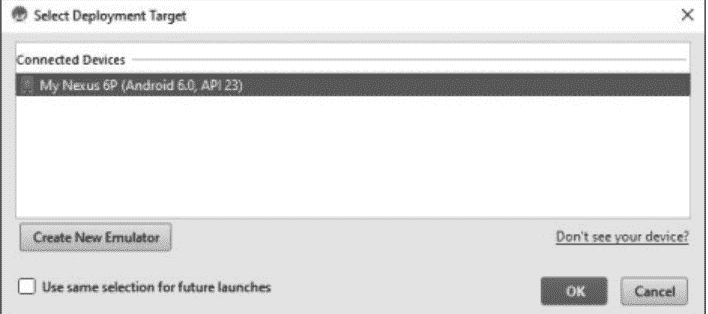 Select Deployment Target
Connected Devices
My Nexus 6P (Android 6.0, API 23)
Create New Emulator
Don't see your device?
Use same selection for future launches
OK
Cancel